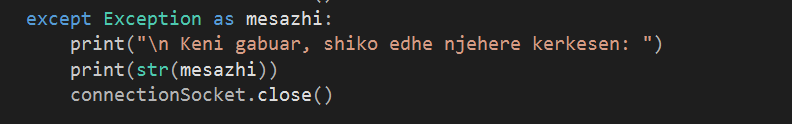 except Exception as mesazhi:
print("\n Keni gabuar, shiko edhe njehere kerkesen: ")
print(str(mesazhi))
connectionSocket.close()